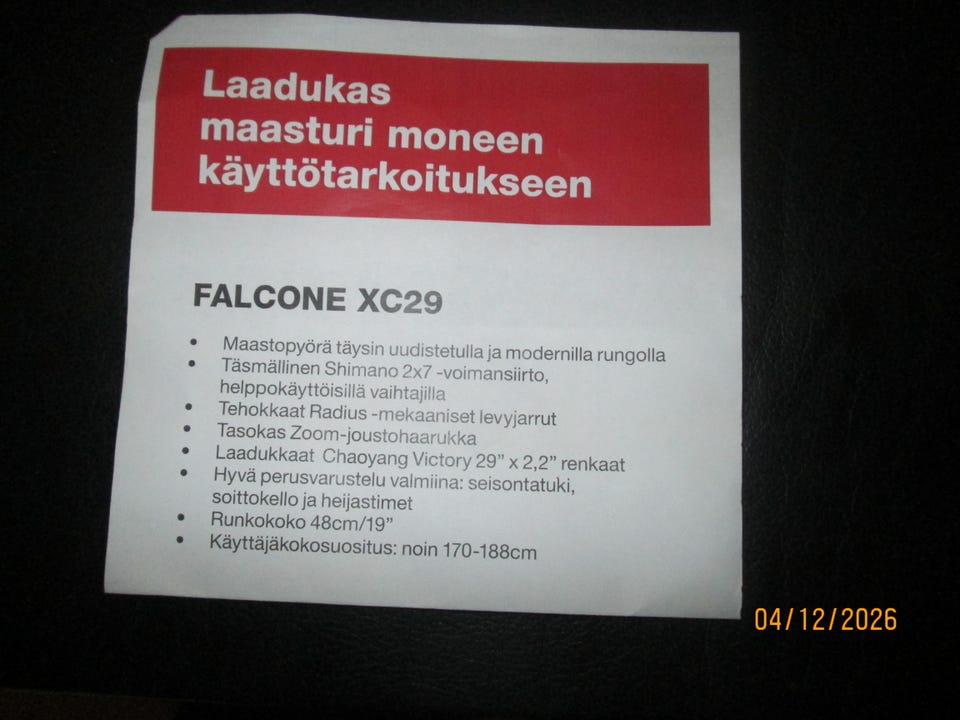 Laadukas
maasturi moneen
käyttötarkoitukseen
FALCONE XC29
• Maastopyörä täysin uudistetulla ja modernilla rungolla
• Täsmällinen Shimano 2x7 -voimansiirto,
helppokäyttöisillä vaihtajilla
• Tehokkaat Radius -mekaaniset levyjarrut
• Tasokas Zoom-joustohaarukka
• Laadukkaat Chaoyang Victory 29” x 2,2” renkaat
• Hyvä perusvarustelu valmiina: seisontatuki,
soittokello ja heijastimet
• Runkokoko 48cm/19”
• Käyttäjäkokosuositus: noin 170-188cm
04/12/2026